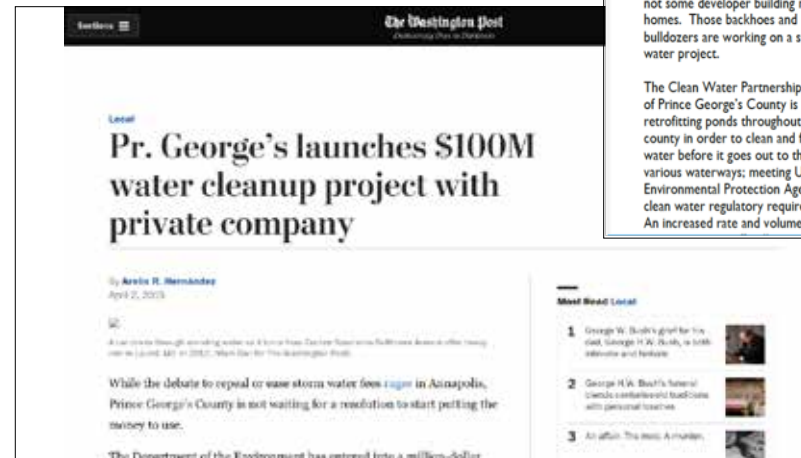 Sections
The Washington Post
Democracy Dies in Darkness
Local
Pr. George's launches $100M
water cleanup project with
private company
By Arelis R. Hernández
April 2, 2015
While the debate to repeal or ease storm water fees rages in Annapolis,
Prince George's County is not waiting for a resolution to start putting the
money to use.
The Department of the Environment has entered into a million-dollar
Most Read Local
1 George W. Bush's grief for his
dad, George H.W. Bush, is both
intimate and historic
2 George H.W. Bush's funeral
blends centuries-old traditions
with personal touches
3 An affair. The mob. A murder.
not some developer building
homes. Those backhoes and
bulldozers are working on a
water project.
The Clean Water Partnership
of Prince George's County is
retrofitting ponds throughout
county in order to clean and
water before it goes out to
various waterways; meeting
Environmental Protection
clean water regulatory
An increased rate and volume